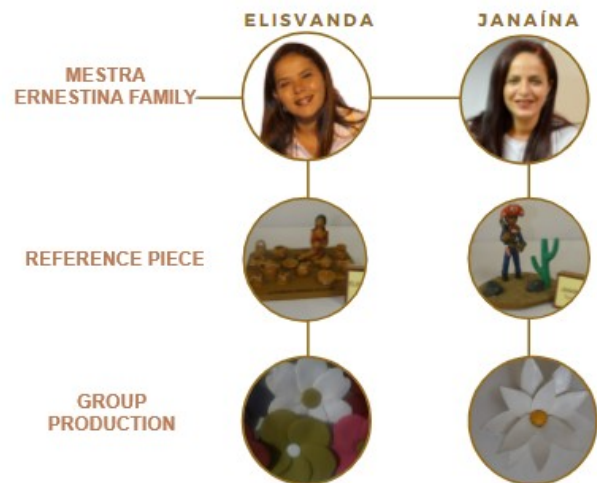 ELISVANDA
JANAÍNA
MESTRA
ERNESTINA FAMILY
REFERENCE PIECE
GROUP
PRODUCTION